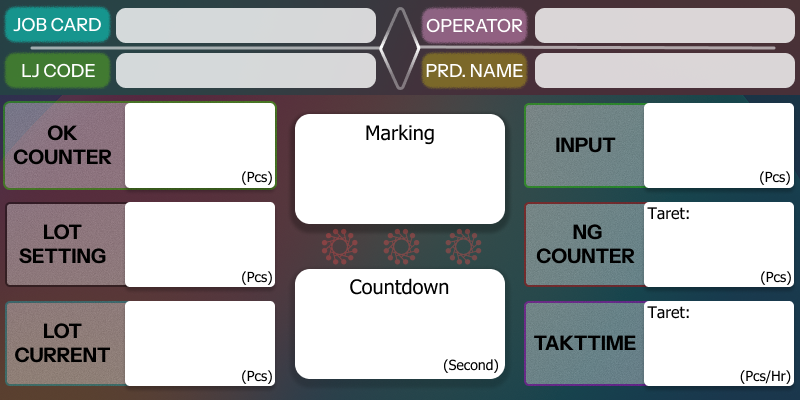 JOB CARD
OPERATOR
LJ CODE
PRD. NAME
OK
COUNTER
(Pcs)
Marking
INPUT
(Pcs)
LOT
SETTING
(Pcs)
Taret:
NG
COUNTER
(Pcs)
Countdown
(Second)
LOT
CURRENT
(Pcs)
Taret:
TAKTTIME
(Pcs/Hr)